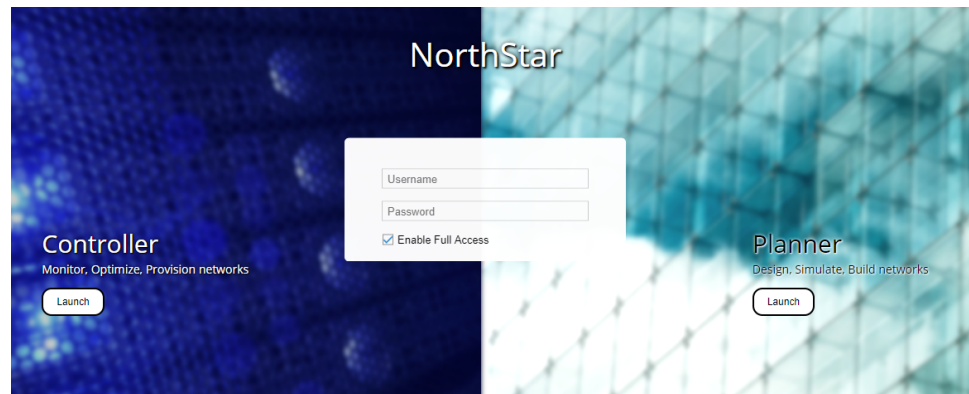 NorthStar
Username
Password
Enable Full Access
Controller
Monitor, Optimize, Provision networks
Launch
Planner
Design, Simulate, Build networks
Launch